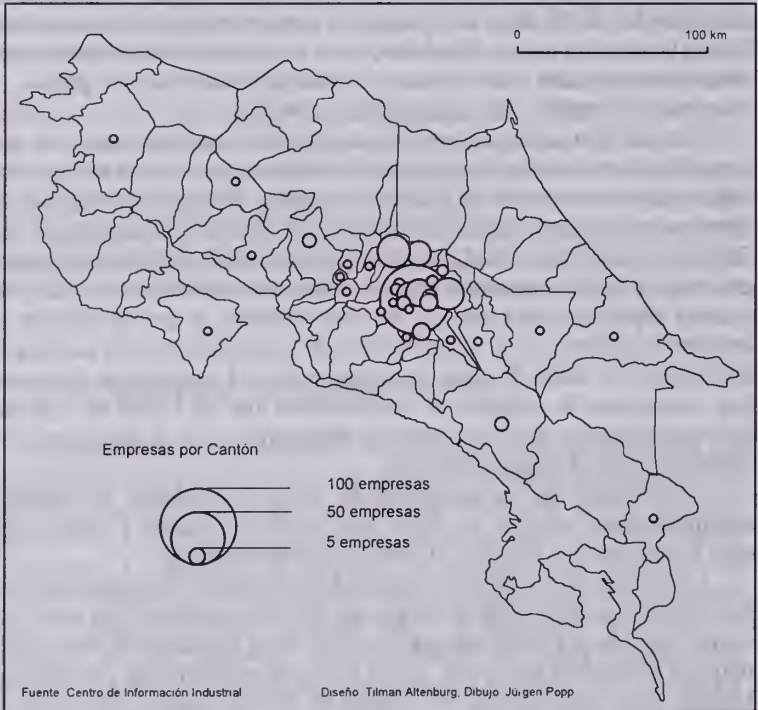 0 100 km
Empresas por Cantón
100 empresas
50 empresas
5 empresas
Fuente Centro de Información Industrial Diseño Tilman Altenburg, Dibujo Jürgen Popp